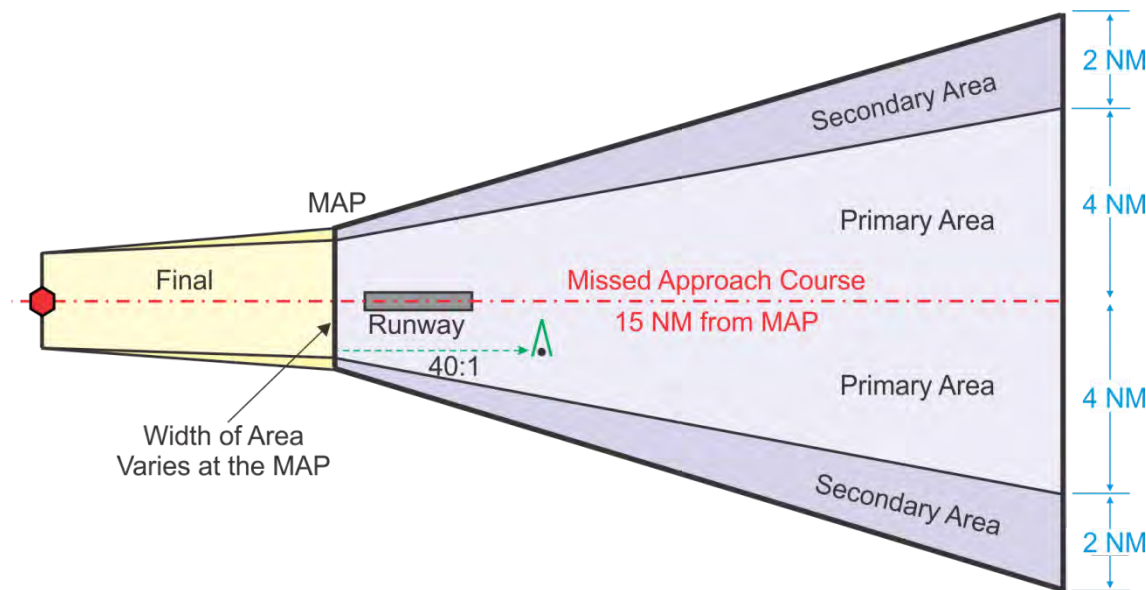 2 NM
Secondary Area
4 NM
MAP
Primary Area
Final
Missed Approach Course
15 NM from MAP
Runway
40:1
Primary Area
4 NM
Width of Area
Varies at the MAP
Secondary Area
2 NM